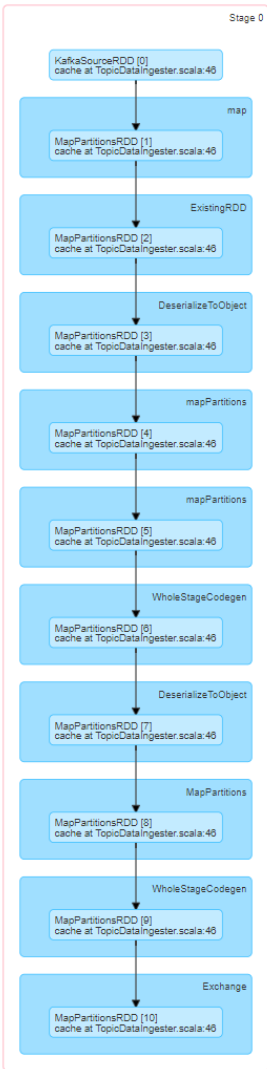 Stage 0
KafkaSourceRDD [0]
cache at TopicDataIngester.scala:46
map
MapPartitionsRDD [1]
cache at TopicDataIngester.scala:46
ExistingRDD
MapPartitionsRDD [2]
cache at TopicDataIngester.scala:46
DeserializeToObject
MapPartitionsRDD [3]
cache at TopicDataIngester.scala:46
mapPartitions
MapPartitionsRDD [4]
cache at TopicDataIngester.scala:46
mapPartitions
MapPartitionsRDD [5]
cache at TopicDataIngester.scala:46
WholeStageCodegen
MapPartitionsRDD [6]
cache at TopicDataIngester.scala:46
DeserializeToObject
MapPartitionsRDD [7]
cache at TopicDataIngester.scala:46
MapPartitions
MapPartitionsRDD [8]
cache at TopicDataIngester.scala:46
WholeStageCodegen
MapPartitionsRDD [9]
cache at TopicDataIngester.scala:46
Exchange
MapPartitionsRDD [10]
cache at TopicDataIngester.scala:46